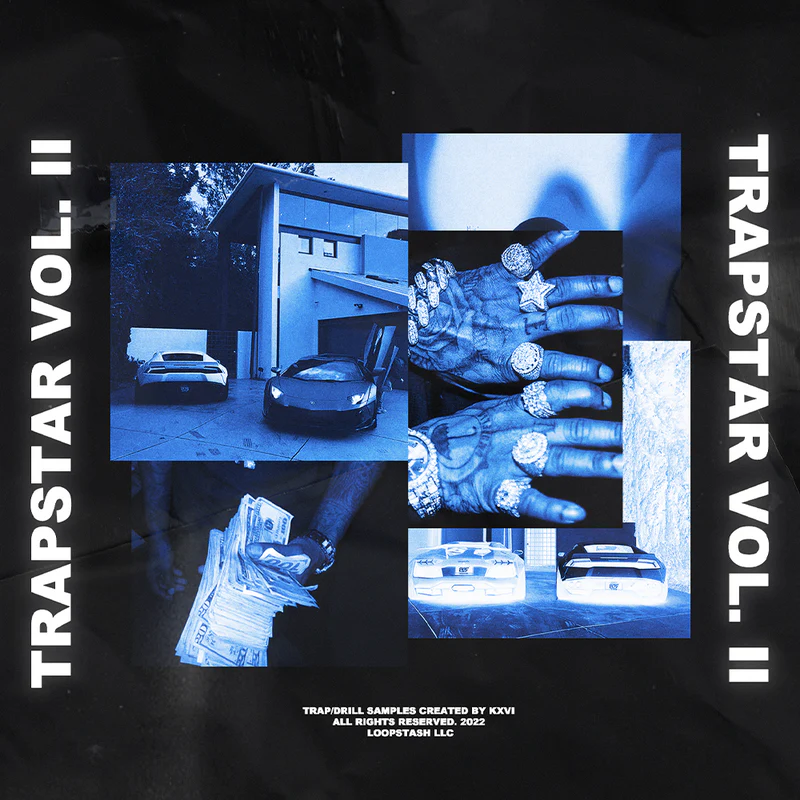 TRAPSTAR VOL. II
TRAPSTAR VOL. II
TRAP/DRILL SAMPLES CREATED BY KXVI
ALL RIGHTS RESERVED. 2022
LOOPSTASH LLC